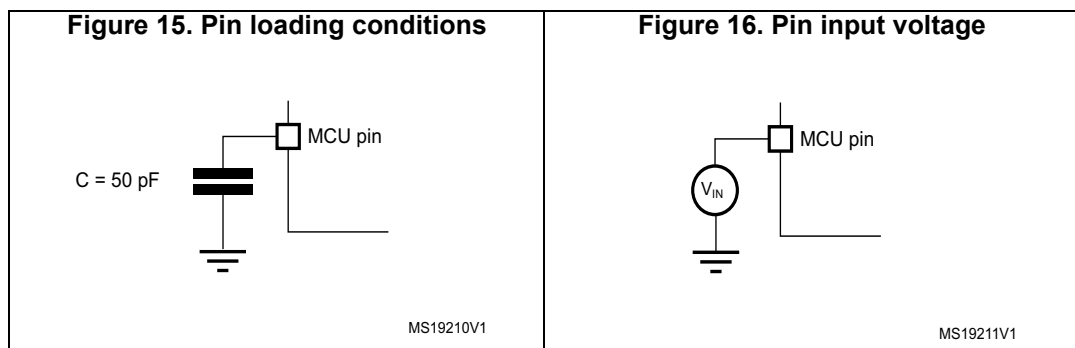 Figure 15. Pin loading conditions
MCU pin
C = 50 pF
MS19210V1
Figure 16. Pin input voltage
MCU pin
VIN
MS19211V1